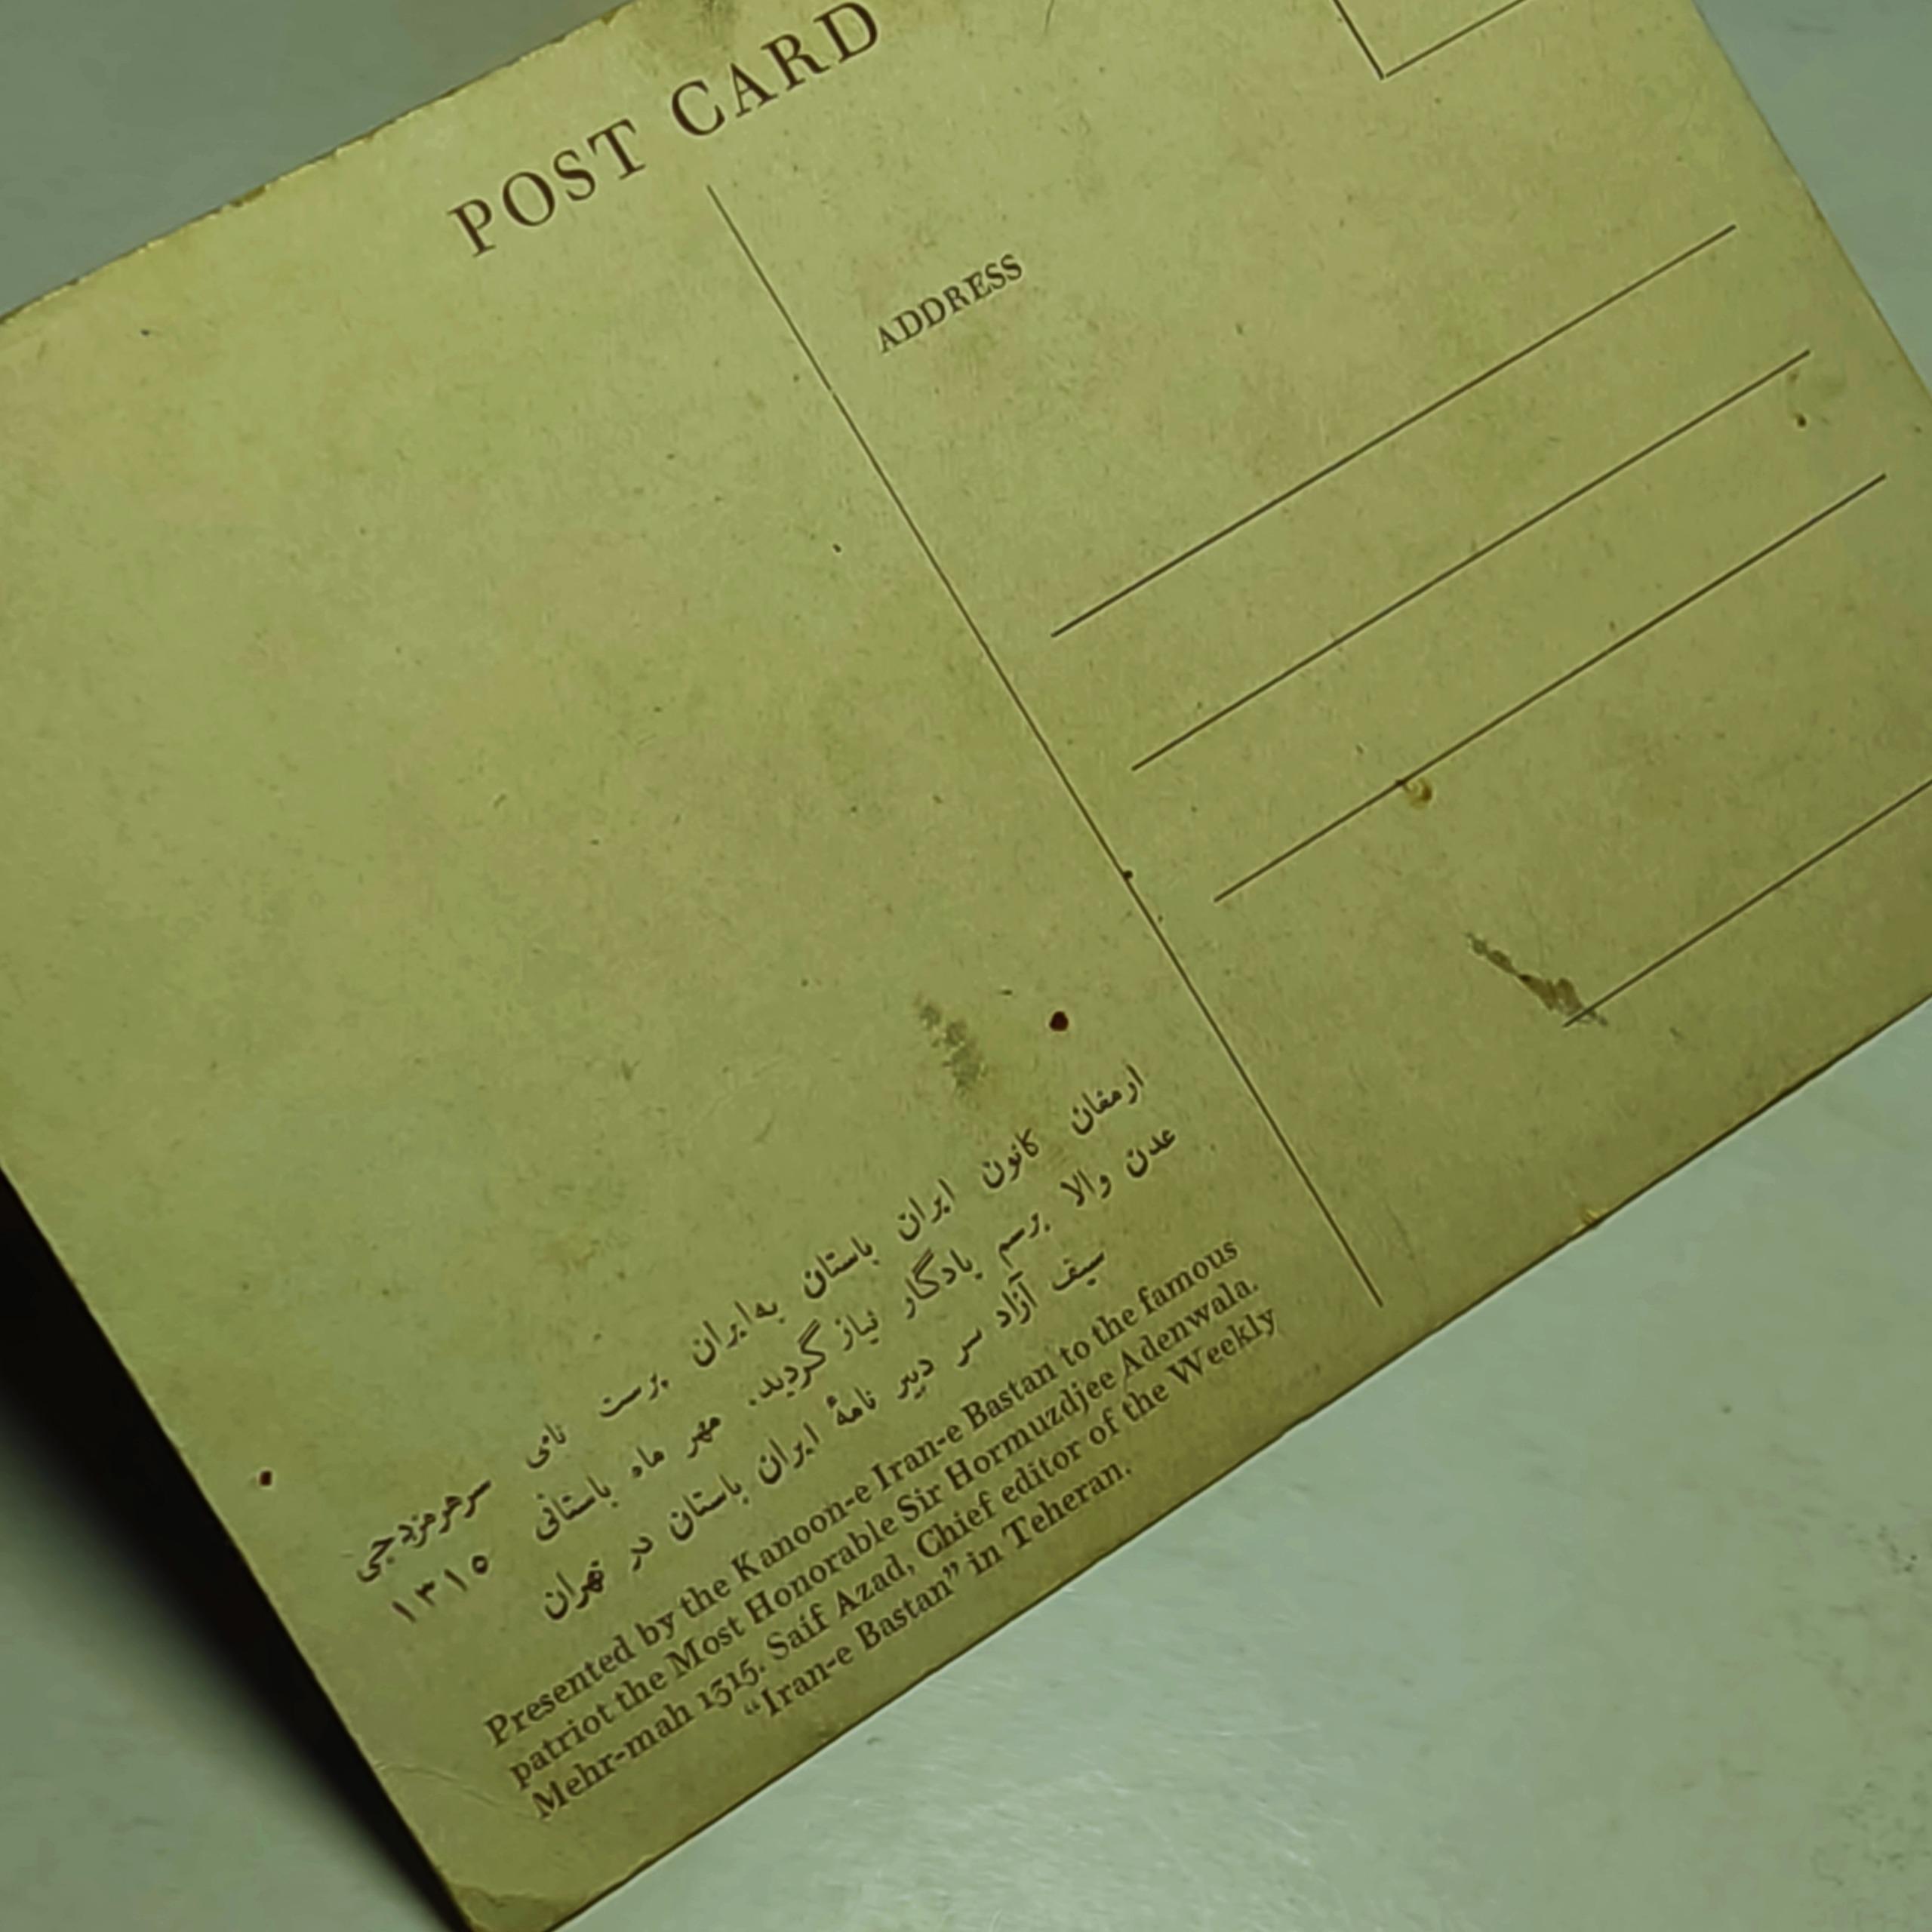 POST CARD
ADDRESS
ارمغان کانون ایران باستان به‌ایران پرست نامی سرهرمزدجی
عدن والا برسم یادگار نیاز گردید. مهر ماه باستانی ۱۳۱۵
سیف آزاد سر دبیر نامهٔ ایران باستان در تهران
Presented by the Kanoon-e Iran-e Bastan to the famous
patriot the Most Honorable Sir Hormuzdjee Adenwala.
Mehr-mah 1315. Saif Azad, Chief editor of the Weekly
“Iran-e Bastan” in Teheran.